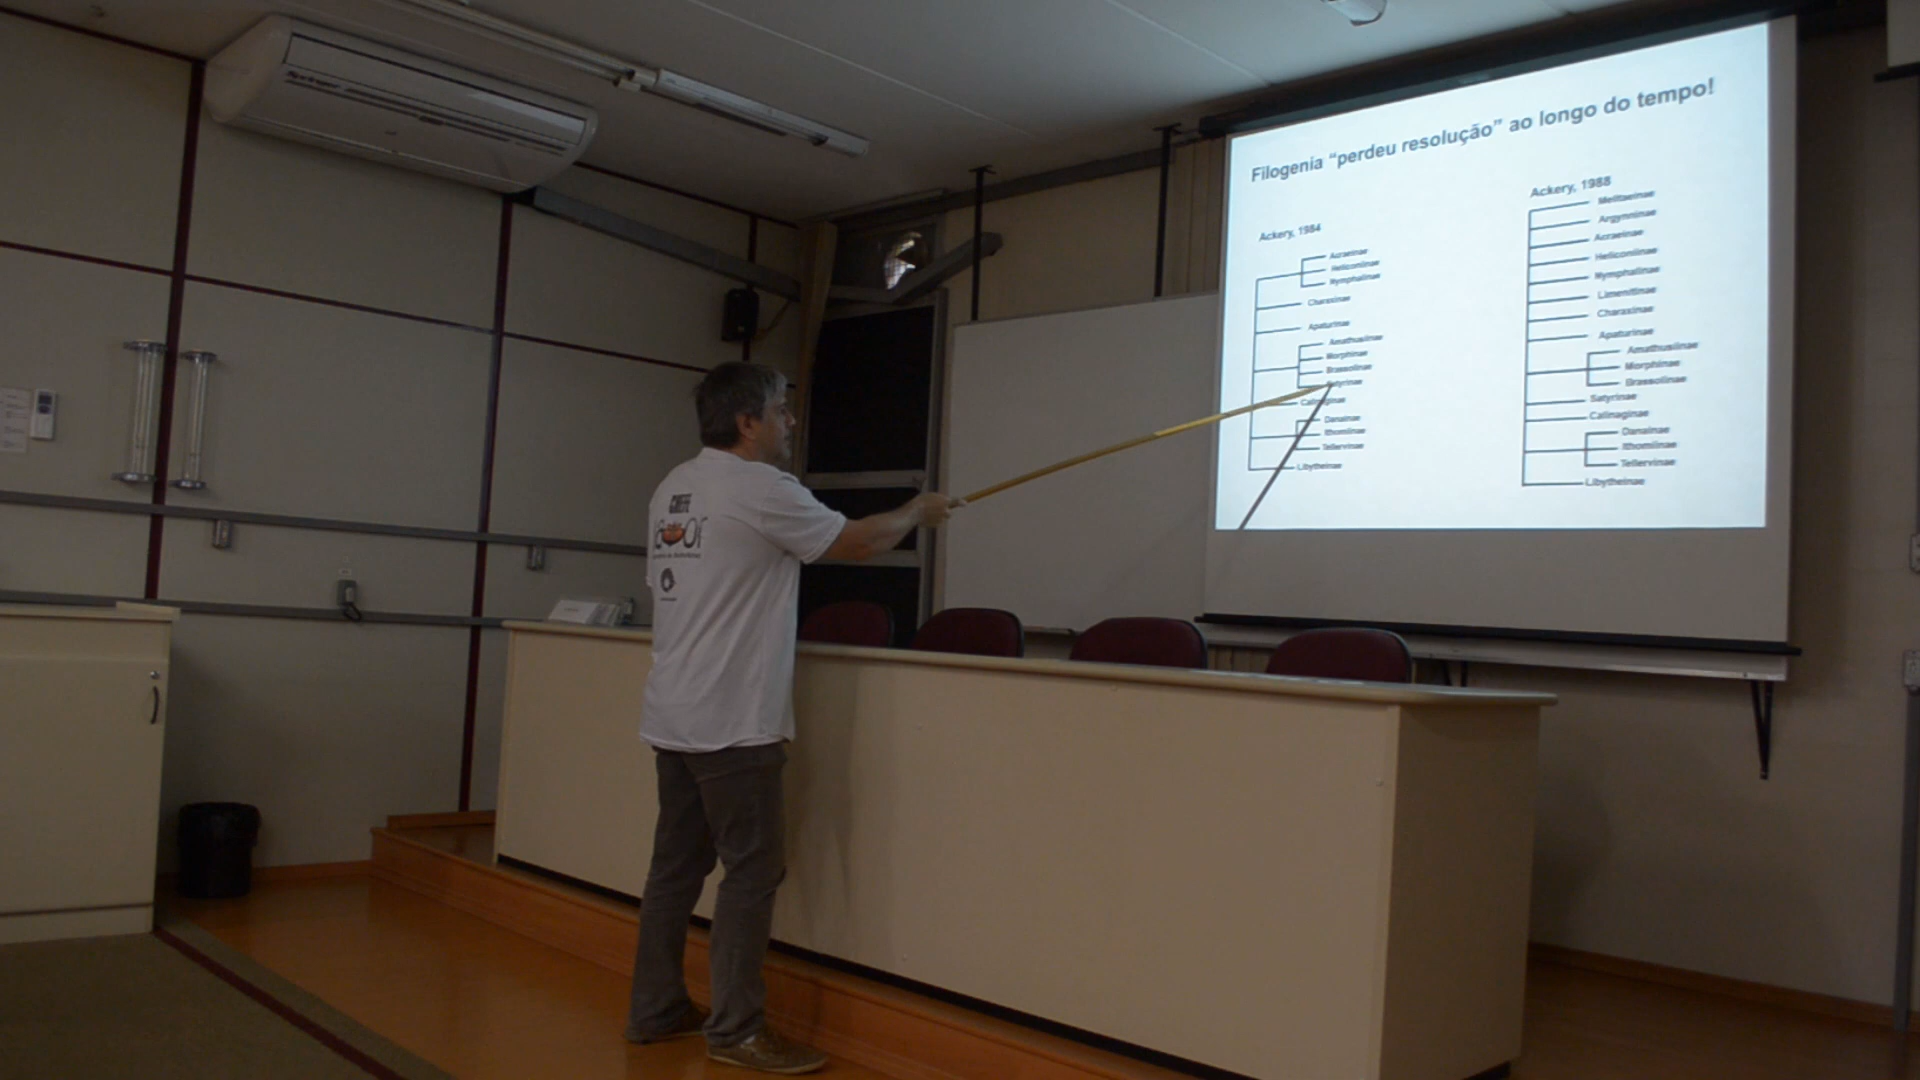 Filogenia “perdeu resolução” ao longo do tempo!
Ackery, 1984
Acraeinae
Heliconiinae
Nymphalinae
Charaxinae
Apaturinae
Amathusiinae
Morphinae
Brassolinae
Satyrinae
Calinaginae
Danainae
Ithomiinae
Tellervinae
Libytheinae
Ackery, 1988
Melitaeinae
Argynninae
Acraeinae
Heliconiinae
Nymphalinae
Limenitinae
Charaxinae
Apaturinae
Amathusiinae
Morphinae
Brassolinae
Satyrinae
Calinaginae
Danainae
Ithomiinae
Tellervinae
Libytheinae